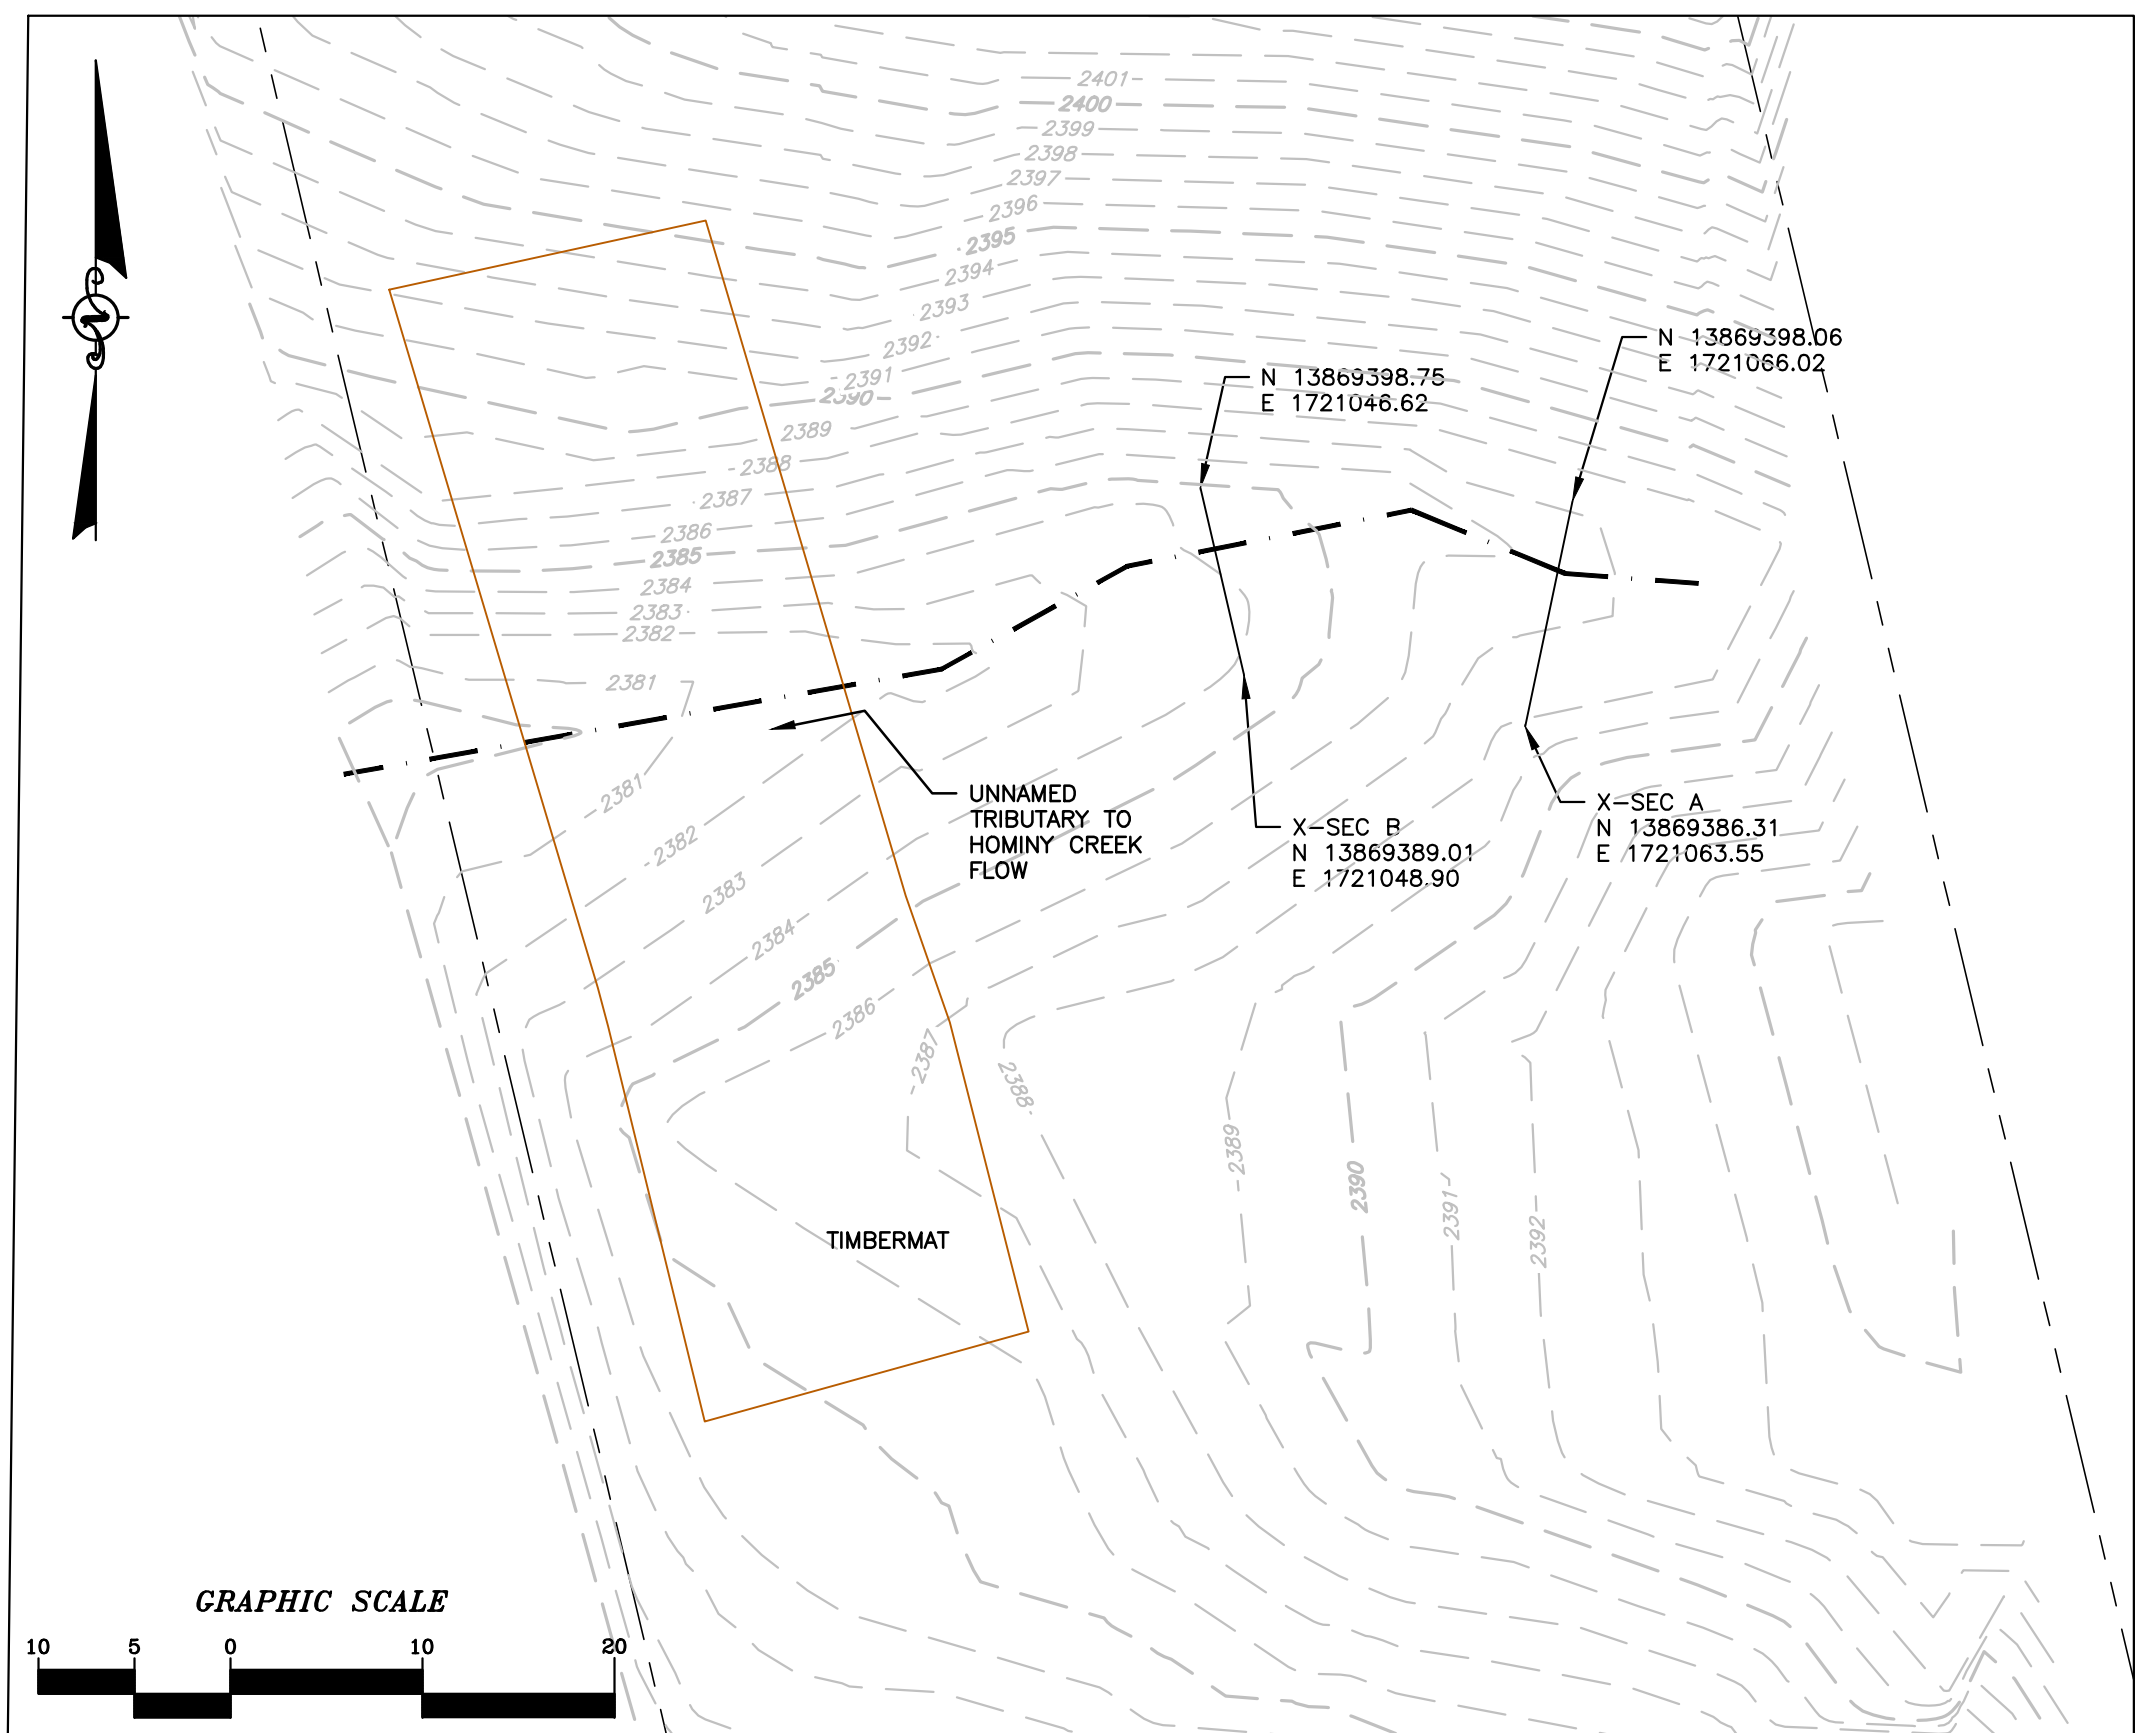 2401
2400
2399
2398
2397
2396
2395
2394
2393
2392
2391
2390
2389
2388
2387
2386
2385
2384
2383
2382
2381
N
N 13869398.06
E 1721066.02
N 13869398.75
E 1721046.62
UNNAMED
TRIBUTARY TO
HOMINY CREEK
FLOW
X-SEC B
N 13869389.01
E 1721048.90
X-SEC A
N 13869386.31
E 1721063.55
2381
2382
2383
2384
2385
2386
2387
2388
2389
2390
2391
2392
TIMBERMAT
GRAPHIC SCALE
10 5 0 10 20